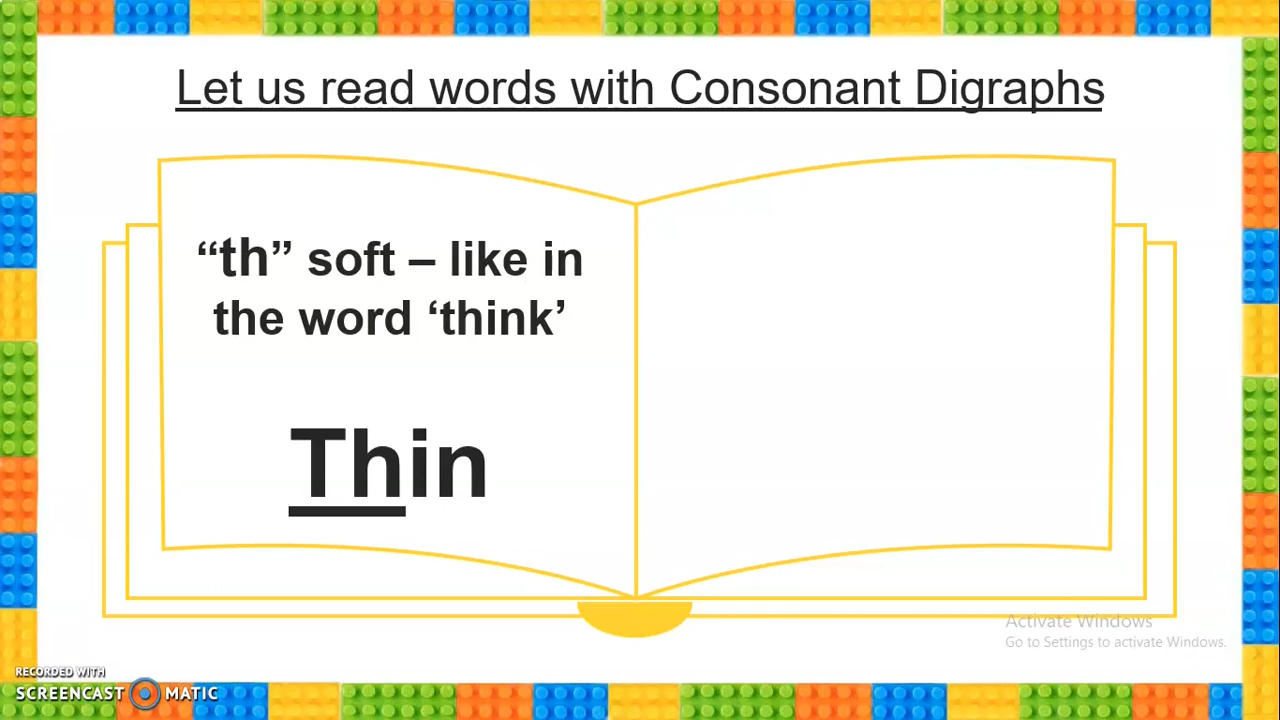 Let us read words with Consonant Digraphs
“th” soft – like in
the word ‘think’
Thin
Activate Windows
Go to Settings to activate Windows.
RECORDED WITH
SCREENCAST MATIC